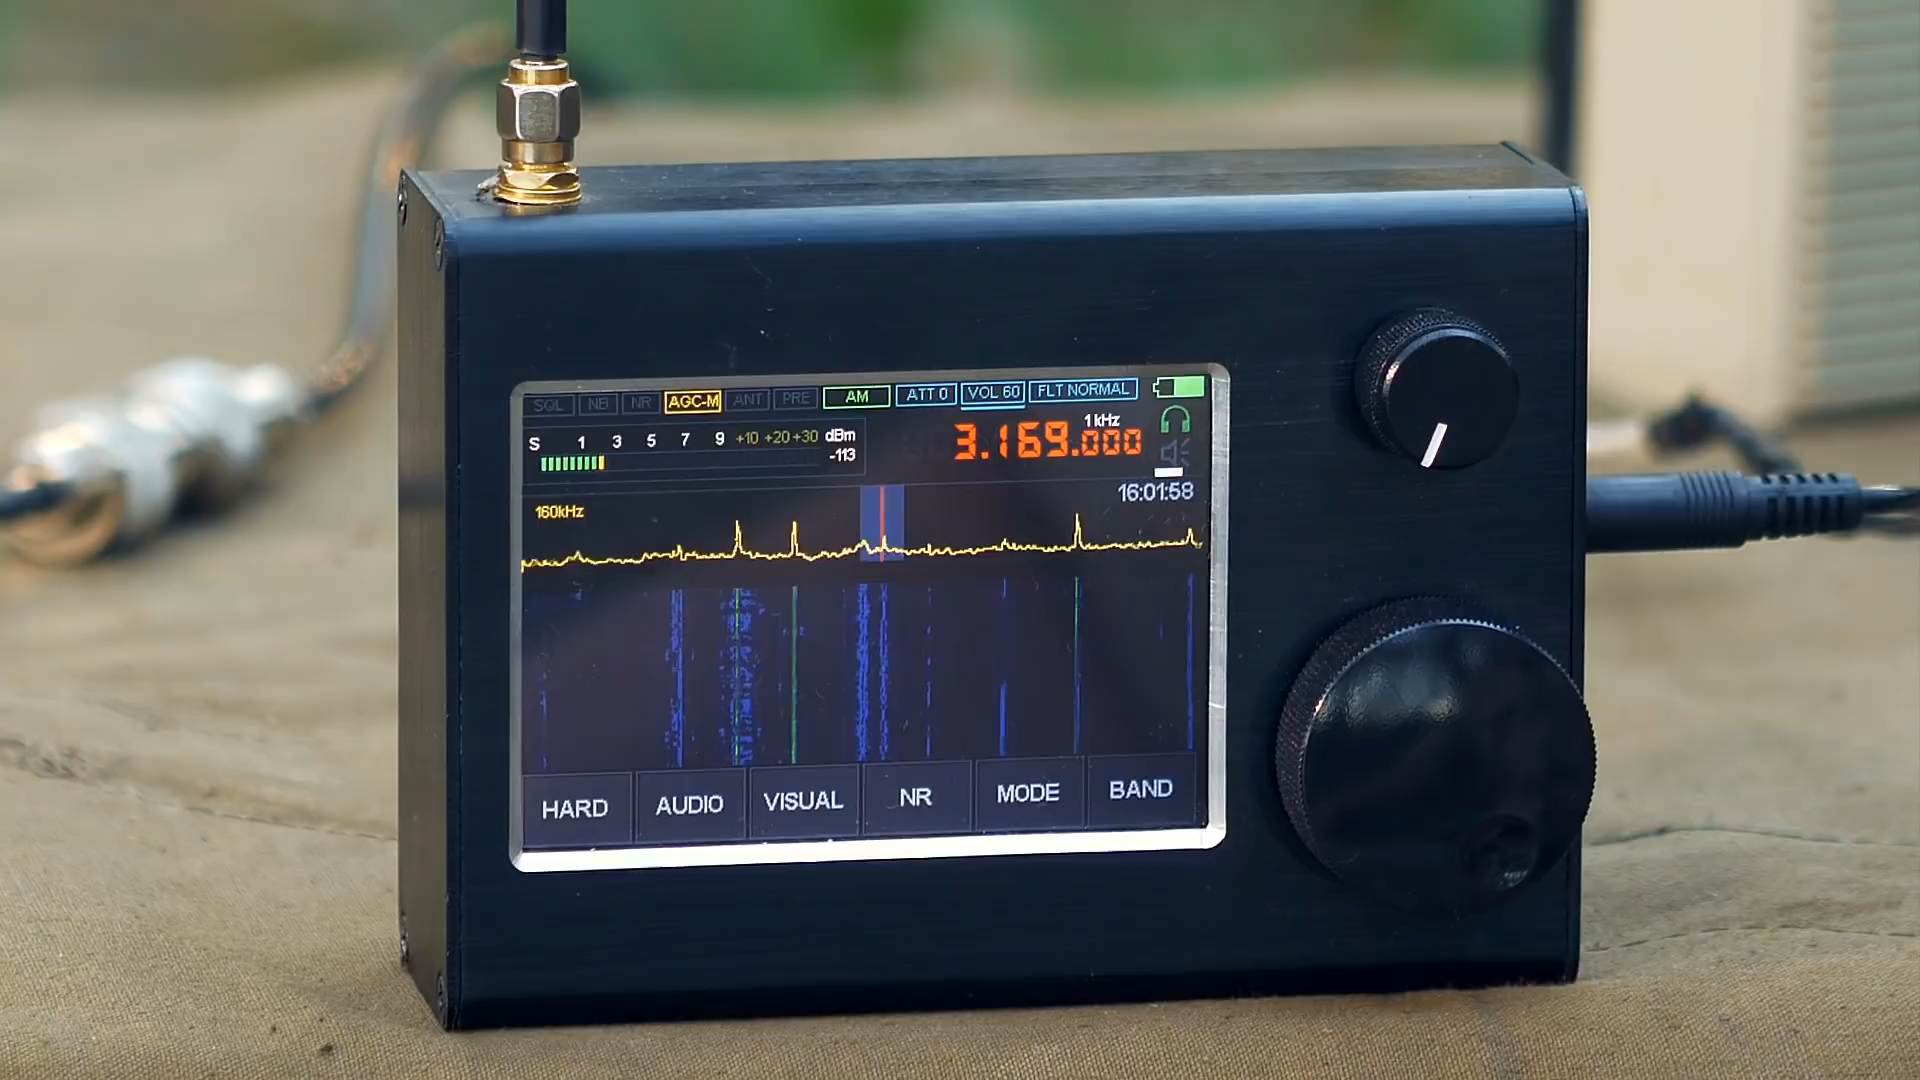 SQL NB NR AGC-M ANT PRE AM ATT 0 VOL 60 FLT NORMAL
S 1 3 5 7 9 +10 +20 +30 dBm
-113
1 kHz
3.169.000
16:01:58
160kHz
HARD AUDIO VISUAL NR MODE BAND